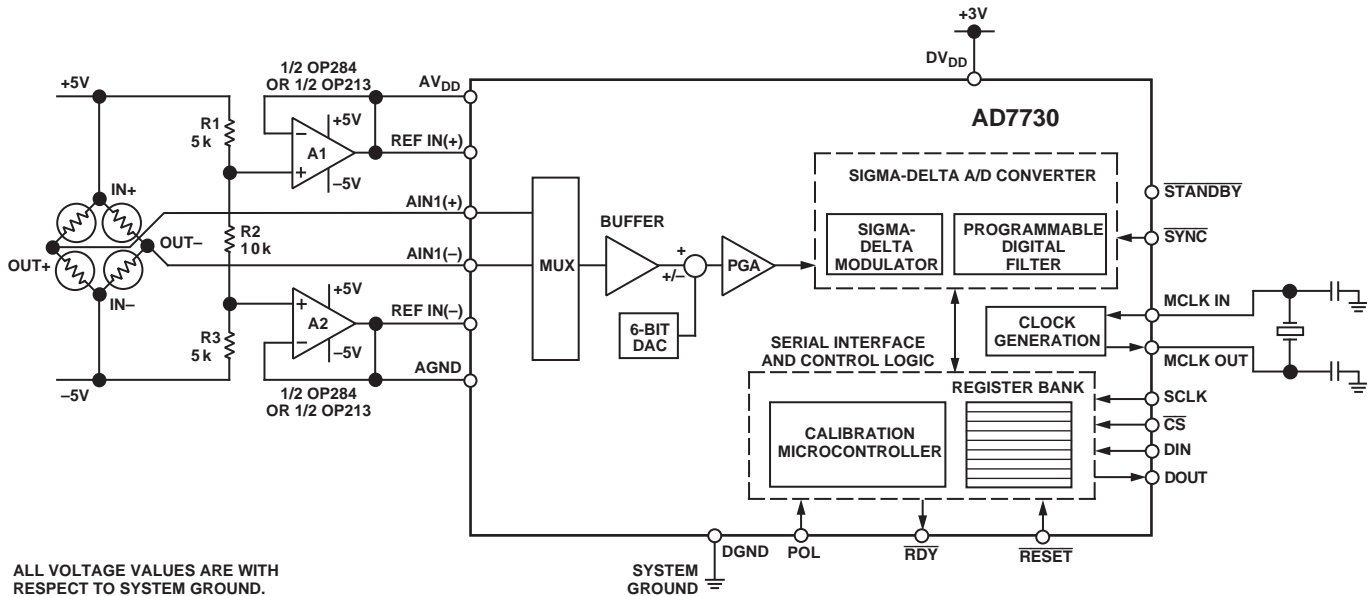 +3V
DVDD
1/2 OP284
OR 1/2 OP213
+5V
AVDD
AD7730
R1
5k
+5V
−
A1
+
−5V
REF IN(+)
SIGMA-DELTA A/D CONVERTER
STANDBY
IN+
AIN1(+)
BUFFER
SIGMA-
DELTA
MODULATOR
PROGRAMMABLE
DIGITAL
FILTER
SYNC
R2
10k
OUT–
OUT+
AIN1(–)
MUX
+
+/–
PGA
MCLK IN
IN–
+5V
+
A2
−
−5V
REF IN(–)
6-BIT
DAC
CLOCK
GENERATION
SERIAL INTERFACE
AND CONTROL LOGIC
MCLK OUT
R3
5k
AGND
–5V
1/2 OP284
OR 1/2 OP213
REGISTER BANK
SCLK
CALIBRATION
MICROCONTROLLER
CS
DIN
DOUT
DGND
POL
RDY
RESET
SYSTEM
GROUND
ALL VOLTAGE VALUES ARE WITH
RESPECT TO SYSTEM GROUND.